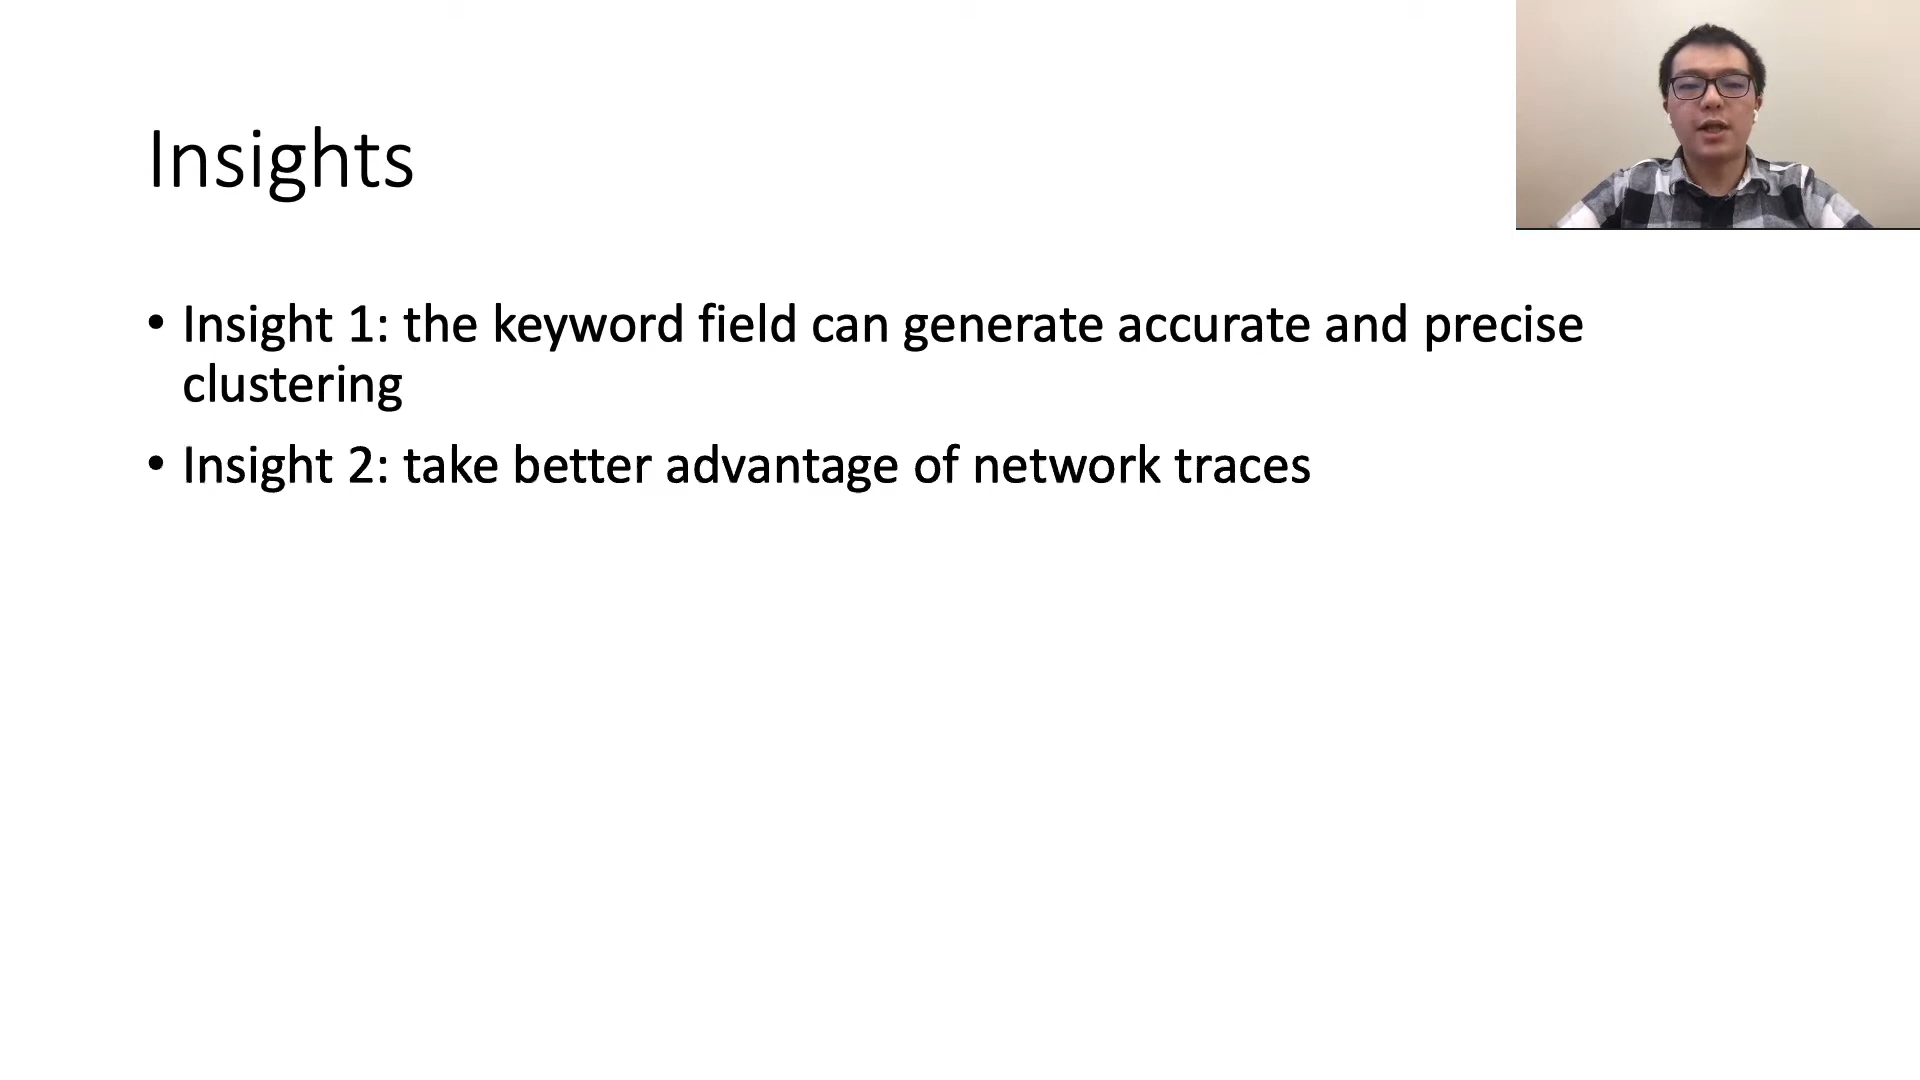 Insights
• Insight 1: the keyword field can generate accurate and precise
clustering
• Insight 2: take better advantage of network traces